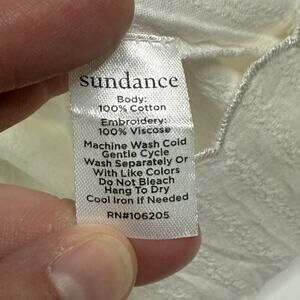 sundance
Body:
100% Cotton
Embroidery:
100% Viscose
Machine Wash Cold
Gentle Cycle
Wash Separately Or
With Like Colors
Do Not Bleach
Hang To Dry
Cool Iron If Needed
RN#106205